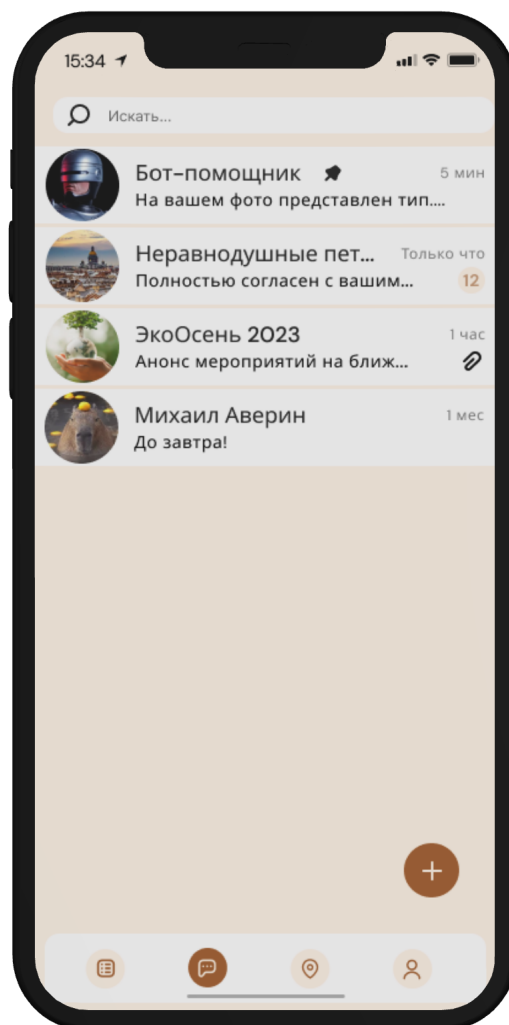 15:34
Искать...
Бот-помощник
5 мин
На вашем фото представлен тип....
Неравнодушные пет...
Только что
Полностью согласен с вашим...
12
ЭкоОсень 2023
1 час
Анонс мероприятий на ближ...
Михаил Аверин
1 мес
До завтра!